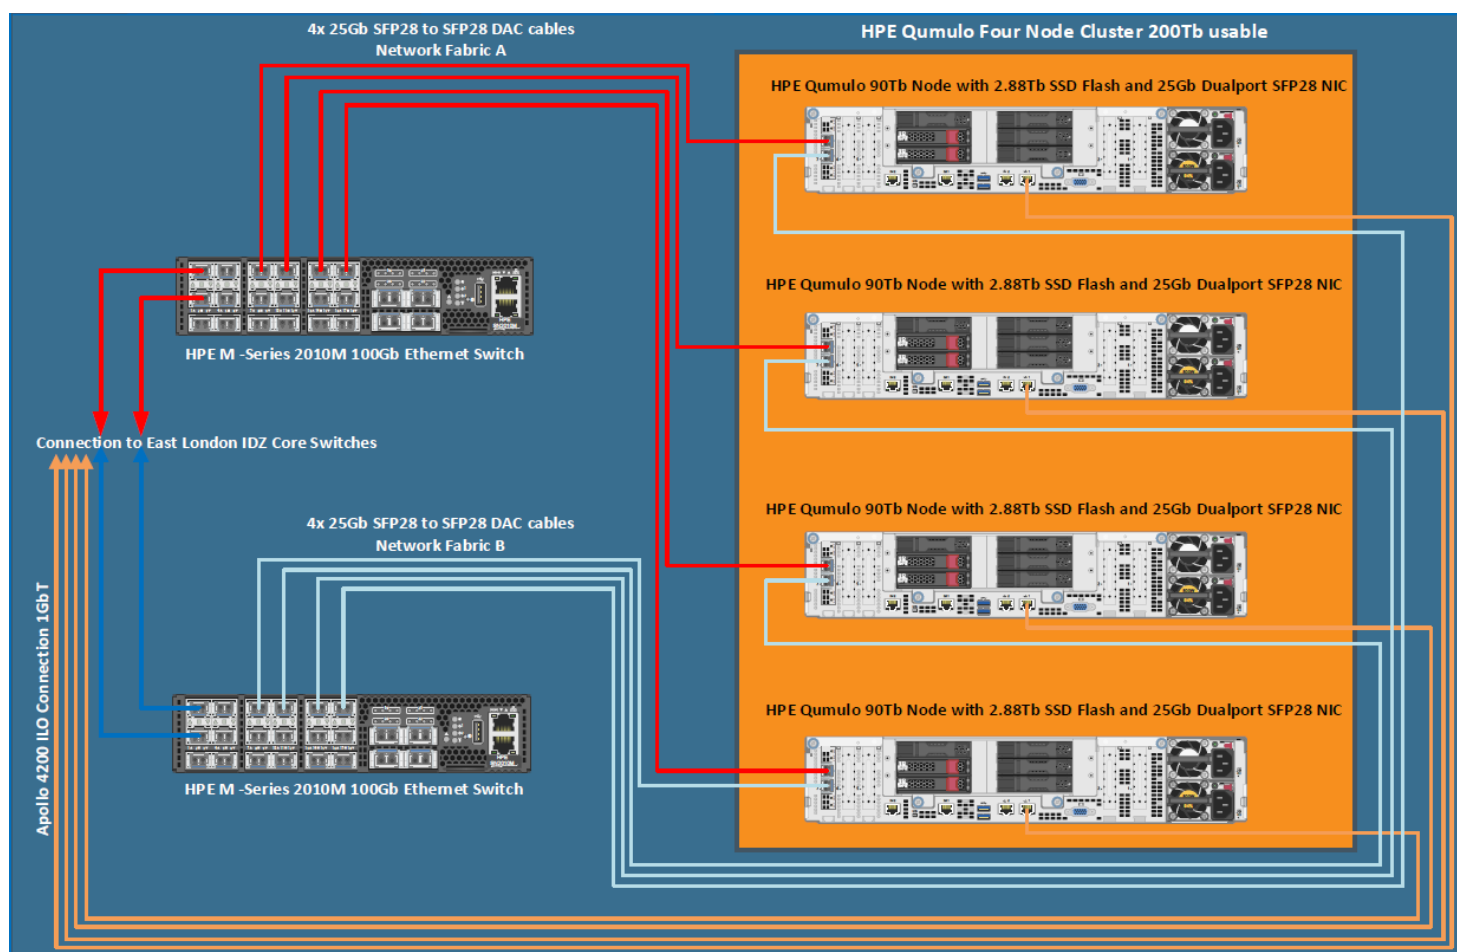 4x 25Gb SFP28 to SFP28 DAC cables
Network Fabric A
HPE Qumulo Four Node Cluster 200Tb usable
HPE Qumulo 90Tb Node with 2.88Tb SSD Flash and 25Gb Dualport SFP28 NIC
HPE M -Series 2010M 100Gb Ethernet Switch
HPE Qumulo 90Tb Node with 2.88Tb SSD Flash and 25Gb Dualport SFP28 NIC
Connection to East London IDZ Core Switches
4x 25Gb SFP28 to SFP28 DAC cables
Network Fabric B
HPE Qumulo 90Tb Node with 2.88Tb SSD Flash and 25Gb Dualport SFP28 NIC
Apollo 4200 ILO Connection 1GbT
HPE Qumulo 90Tb Node with 2.88Tb SSD Flash and 25Gb Dualport SFP28 NIC
HPE M -Series 2010M 100Gb Ethernet Switch